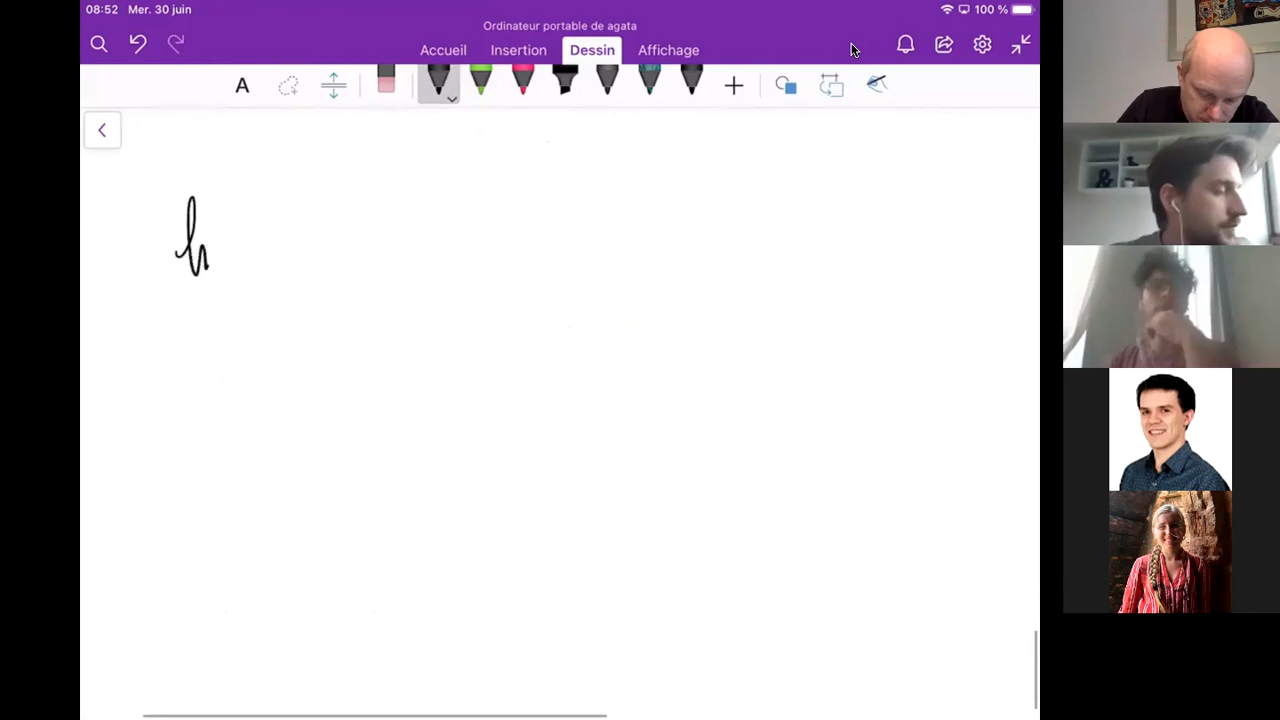 08:52 Mer. 30 juin
100 %
Ordinateur portable de agata
Accueil Insertion Dessin Affichage
A
h